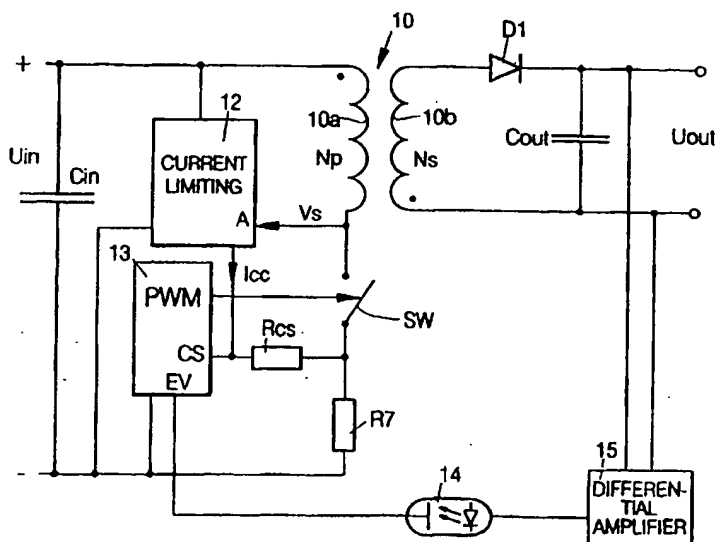 10
D1
+
12
10a
10b
Uin
Cin
CURRENT
LIMITING
Np
Ns
Cout
Uout
A
Vs
13
Icc
PWM
SW
CS
Rcs
EV
R7
-
14
15
DIFFEREN-
TIAL
AMPLIFIER